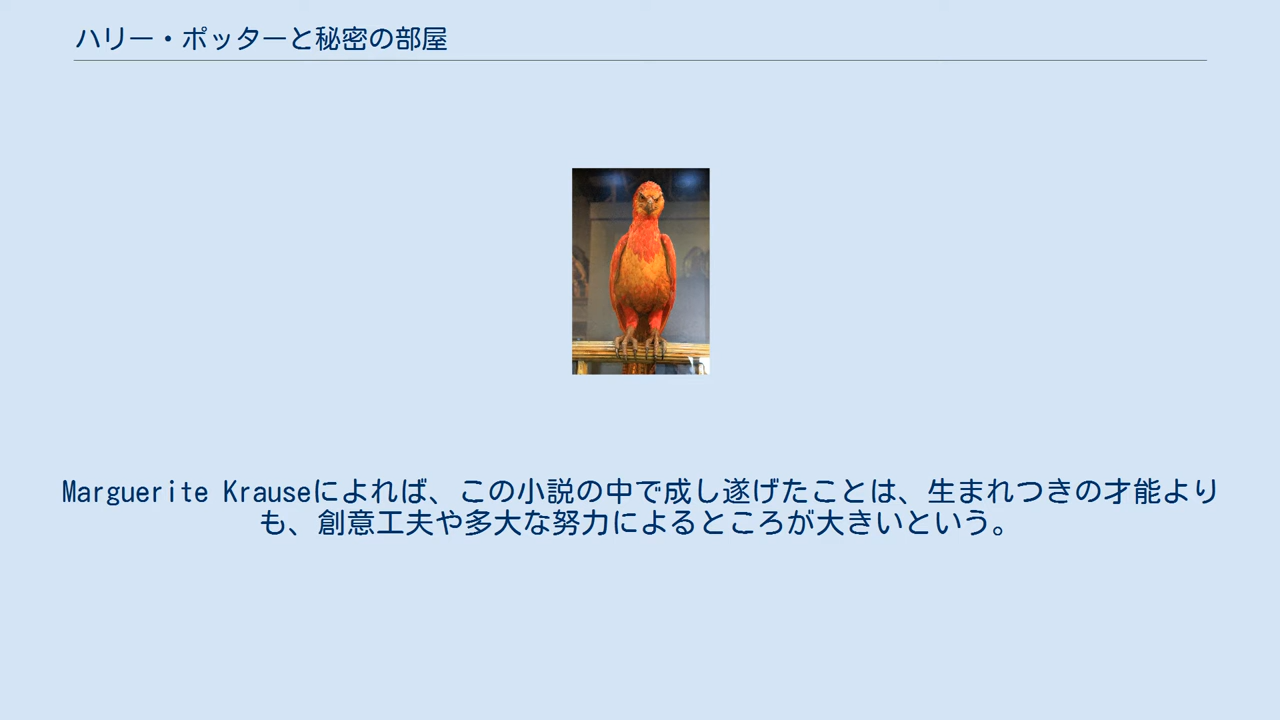 ハリー・ポッターと秘密の部屋
Marguerite Krauseによれば、この小説の中で成し遂げたことは、生まれつきの才能より
も、創意工夫や多大な努力によるところが大きいという。